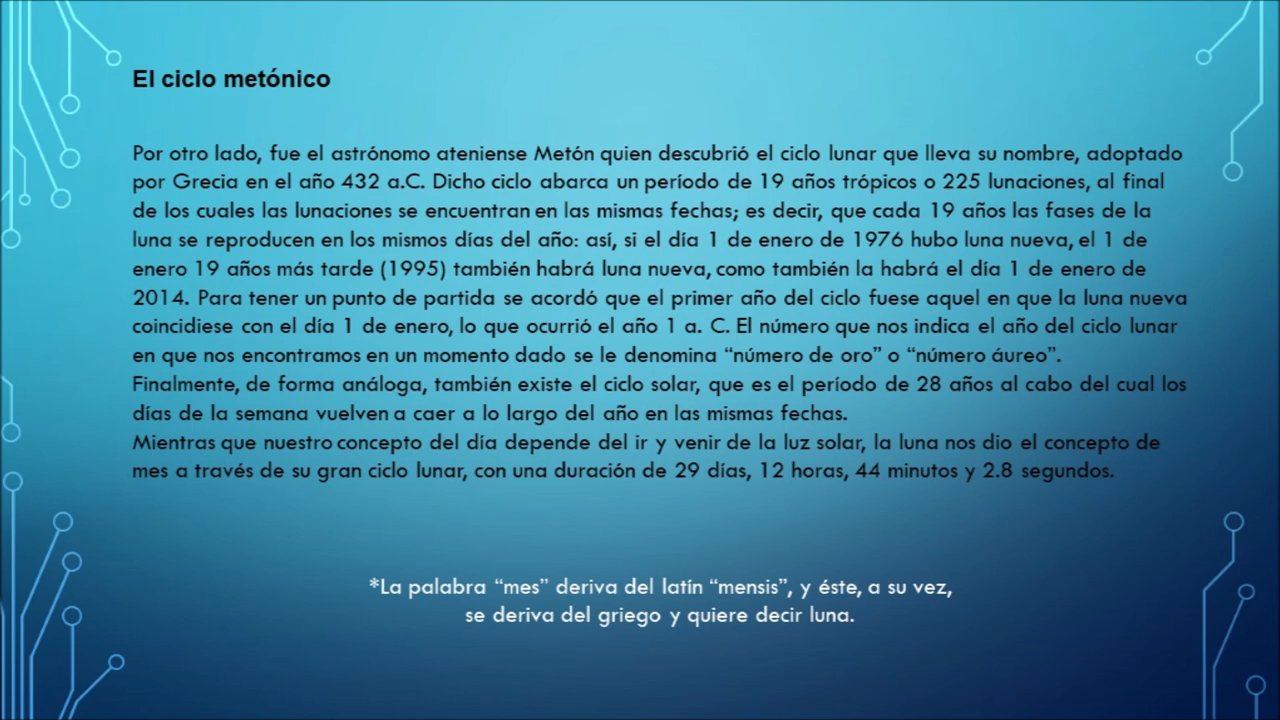 El ciclo metónico
Por otro lado, fue el astrónomo ateniense Metón quien descubrió el ciclo lunar que lleva su nombre, adoptado
por Grecia en el año 432 a.C. Dicho ciclo abarca un período de 19 años trópicos o 225 lunaciones, al final
de los cuales las lunaciones se encuentran en las mismas fechas; es decir, que cada 19 años las fases de la
luna se reproducen en los mismos días del año: así, si el día 1 de enero de 1976 hubo luna nueva, el 1 de
enero 19 años más tarde (1995) también habrá luna nueva, como también la habrá el día 1 de enero de
2014. Para tener un punto de partida se acordó que el primer año del ciclo fuese aquel en que la luna nueva
coincidiese con el día 1 de enero, lo que ocurrió el año 1 a. C. El número que nos indica el año del ciclo lunar
en que nos encontramos en un momento dado se le denomina “número de oro” o “número áureo”.
Finalmente, de forma análoga, también existe el ciclo solar, que es el período de 28 años al cabo del cual los
días de la semana vuelven a caer a lo largo del año en las mismas fechas.
Mientras que nuestro concepto del día depende del ir y venir de la luz solar, la luna nos dio el concepto de
mes a través de su gran ciclo lunar, con una duración de 29 días, 12 horas, 44 minutos y 2.8 segundos.
*La palabra “mes” deriva del latín “mensis”, y éste, a su vez,
se deriva del griego y quiere decir luna.